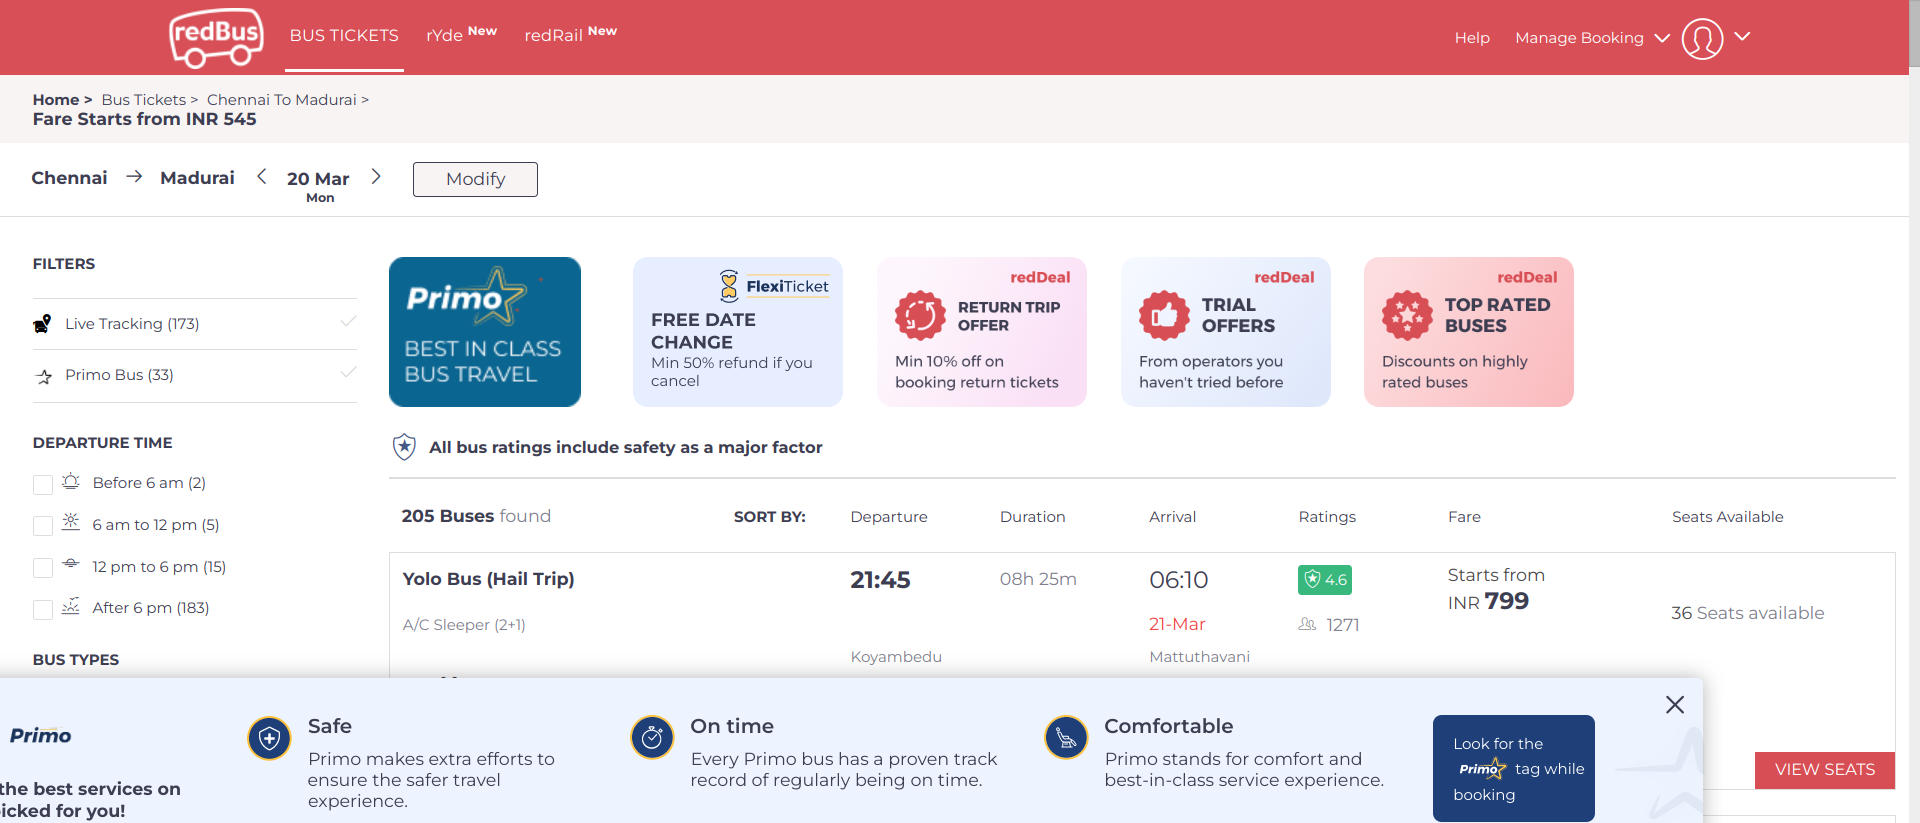 redBus
BUS TICKETS
rYde New
redRail New
Help
Manage Booking
Home > Bus Tickets > Chennai To Madurai >
Fare Starts from INR 545
Chennai → Madurai < 20 Mar >
Mon
Modify
FILTERS
Live Tracking (173)
Primo Bus (33)
DEPARTURE TIME
Before 6 am (2)
6 am to 12 pm (5)
12 pm to 6 pm (15)
After 6 pm (183)
BUS TYPES
Primo
BEST IN CLASS
BUS TRAVEL
FlexiTicket
FREE DATE
CHANGE
Min 50% refund if you
cancel
redDeal
RETURN TRIP
OFFER
Min 10% off on
booking return tickets
redDeal
TRIAL
OFFERS
From operators you
haven't tried before
redDeal
TOP RATED
BUSES
Discounts on highly
rated buses
All bus ratings include safety as a major factor
205 Buses found
SORT BY:
Departure
Duration
Arrival
Ratings
Fare
Seats Available
Yolo Bus (Hail Trip)
21:45
08h 25m
06:10
4.6
Starts from
INR 799
36 Seats available
A/C Sleeper (2+1)
21-Mar
1271
Koyambedu
Mattuthavani
VIEW SEATS
Primo
the best services on
icked for you!
Safe
Primo makes extra efforts to
ensure the safer travel
experience.
On time
Every Primo bus has a proven track
record of regularly being on time.
Comfortable
Primo stands for comfort and
best-in-class service experience.
Look for the
Primo tag while
booking